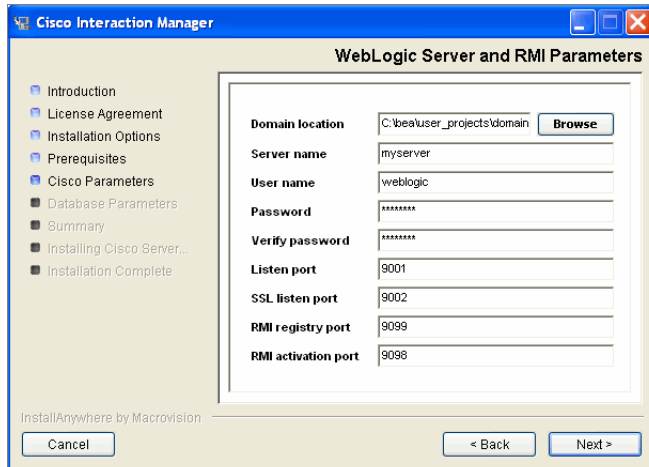 Cisco Interaction Manager
WebLogic Server and RMI Parameters
Introduction
License Agreement
Installation Options
Prerequisites
Cisco Parameters
Database Parameters
Summary
Installing Cisco Server...
Installation Complete
Domain location C:\bea\user_projects\domain Browse
Server name myserver
User name weblogic
Password ********
Verify password ********
Listen port 9001
SSL listen port 9002
RMI registry port 9099
RMI activation port 9098
InstallAnywhere by Macrovision
Cancel < Back Next >